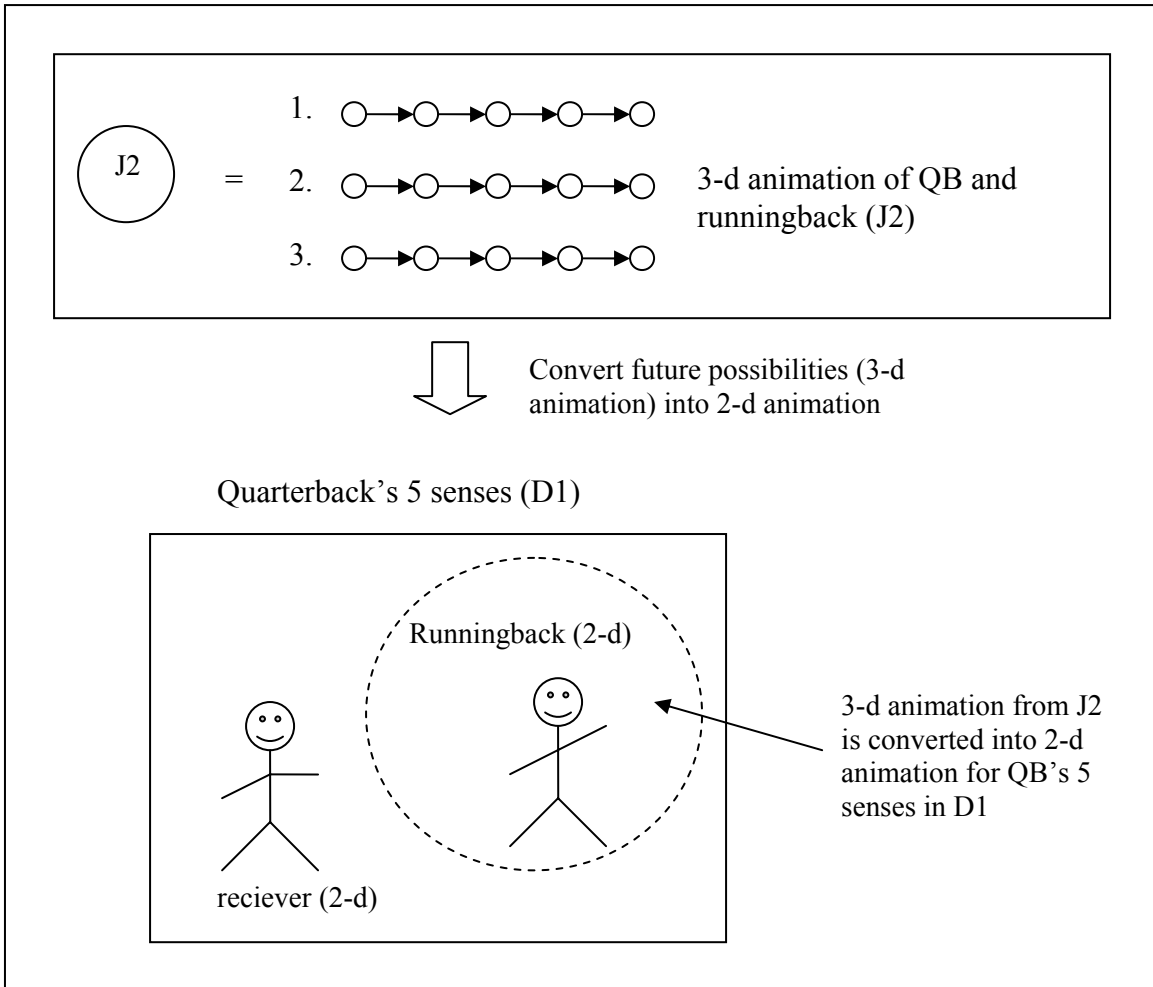 J2
=
1.
2.
3.
3-d animation of QB and
runningback (J2)
Convert future possibilities (3-d
animation) into 2-d animation
Quarterback’s 5 senses (D1)
Runningback (2-d)
reciever (2-d)
3-d animation from J2
is converted into 2-d
animation for QB’s 5
senses in D1